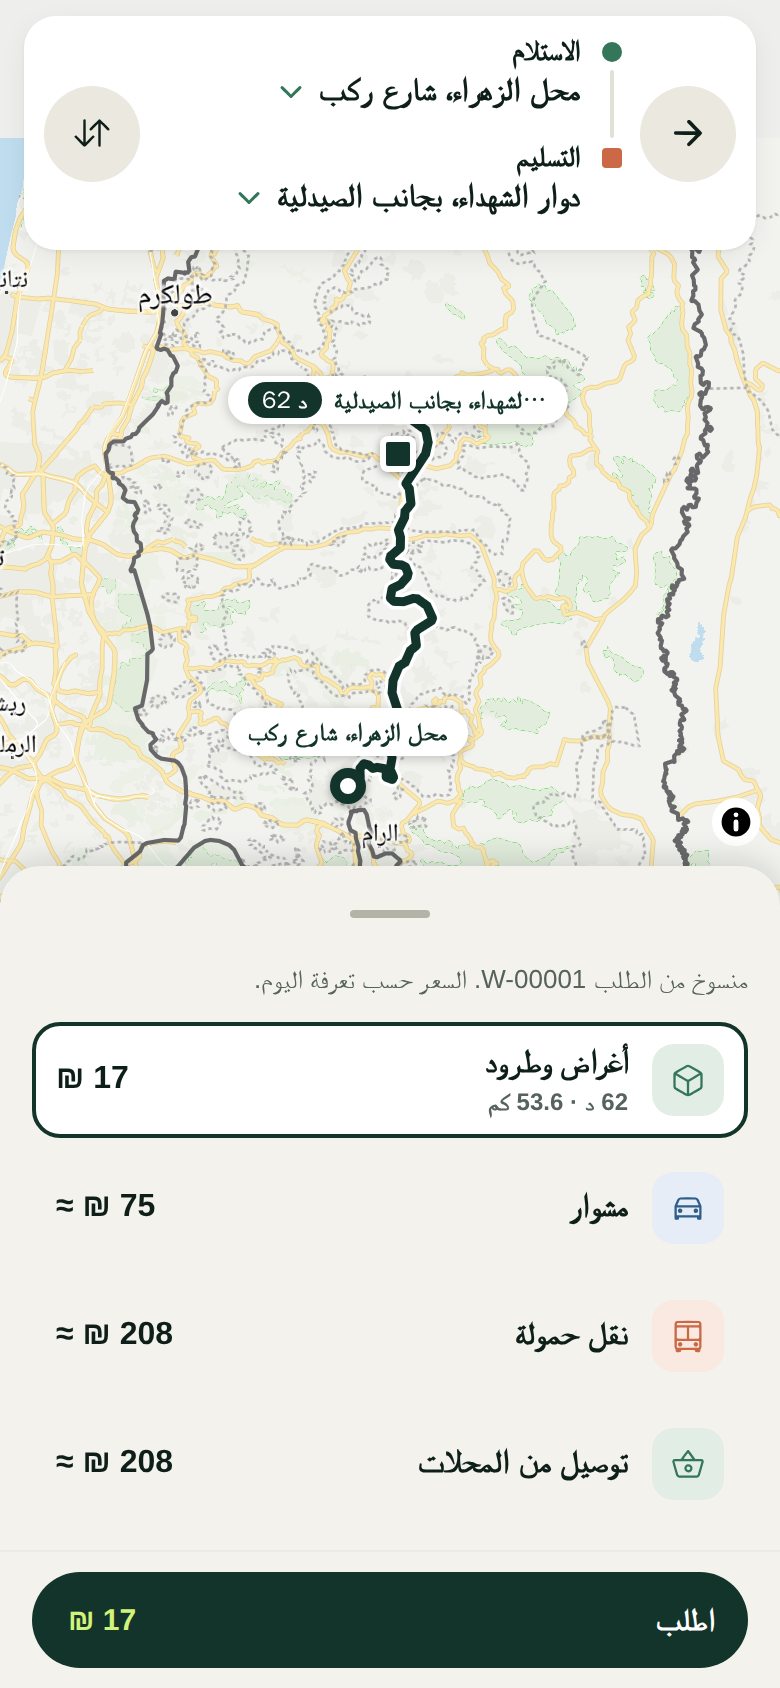 الاستلام
محل الزهراء، شارع ركب
التسليم
دوار الشهداء، بجانب الصيدلية
طولكرم
…لشهداء، بجانب الصيدلية 62 د
محل الزهراء، شارع ركب
الرام
منسوخ من الطلب W-00001. السعر حسب تعرفة اليوم.
أغراض وطرود
17 ₪
62 د · 53.6 كم
مشوار
≈ 75 ₪
نقل حمولة
≈ 208 ₪
توصيل من المحلات
≈ 208 ₪
اطلب
17 ₪